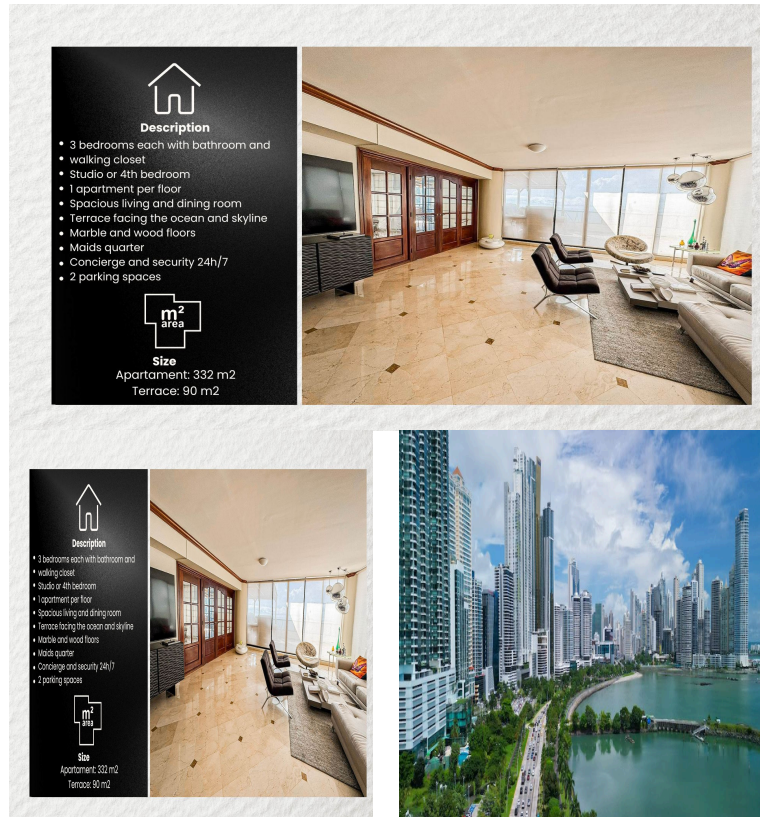 Description
3 bedrooms each with bathroom and
walking closet
Studio or 4th bedroom
1 apartment per floor
Spacious living and dining room
Terrace facing the ocean and skyline
Marble and wood floors
Maids quarter
Concierge and security 24h/7
2 parking spaces
m²
area
Size
Apartament: 332 m2
Terrace: 90 m2
Description
3 bedrooms each with bathroom and
walking closet
Studio or 4th bedroom
1 apartment per floor
Spacious living and dining room
Terrace facing the ocean and skyline
Marble and wood floors
Maids quarter
Concierge and security 24h/7
2 parking spaces
m²
area
Size
Apartament: 332 m2
Terrace: 90 m2